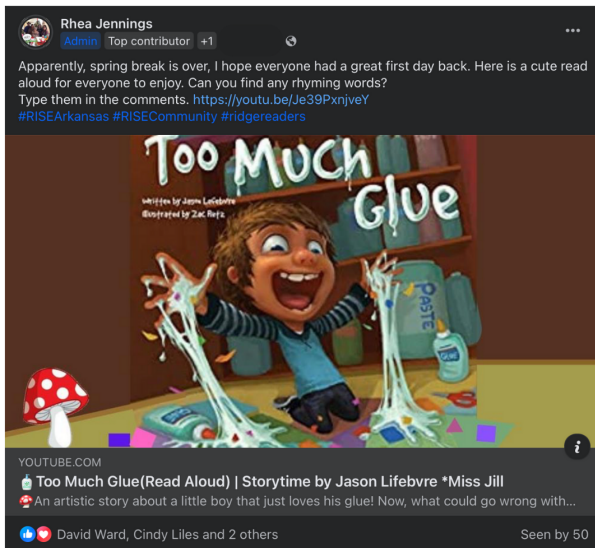 Rhea Jennings
Admin Top contributor +1
Apparently, spring break is over, I hope everyone had a great first day back. Here is a cute read
aloud for everyone to enjoy. Can you find any rhyming words?
Type them in the comments. https://youtu.be/Je39PxnjveY
#RISEArkansas #RISECommunity #ridgereaders
Too Much
Glue
written by Jason Lefebvre
illustrated by Zac Retz
PASTE
GLUE
YOUTUBE.COM
Too Much Glue(Read Aloud) | Storytime by Jason Lifebvre *Miss Jill
An artistic story about a little boy that just loves his glue! Now, what could go wrong with...
David Ward, Cindy Liles and 2 others
Seen by 50